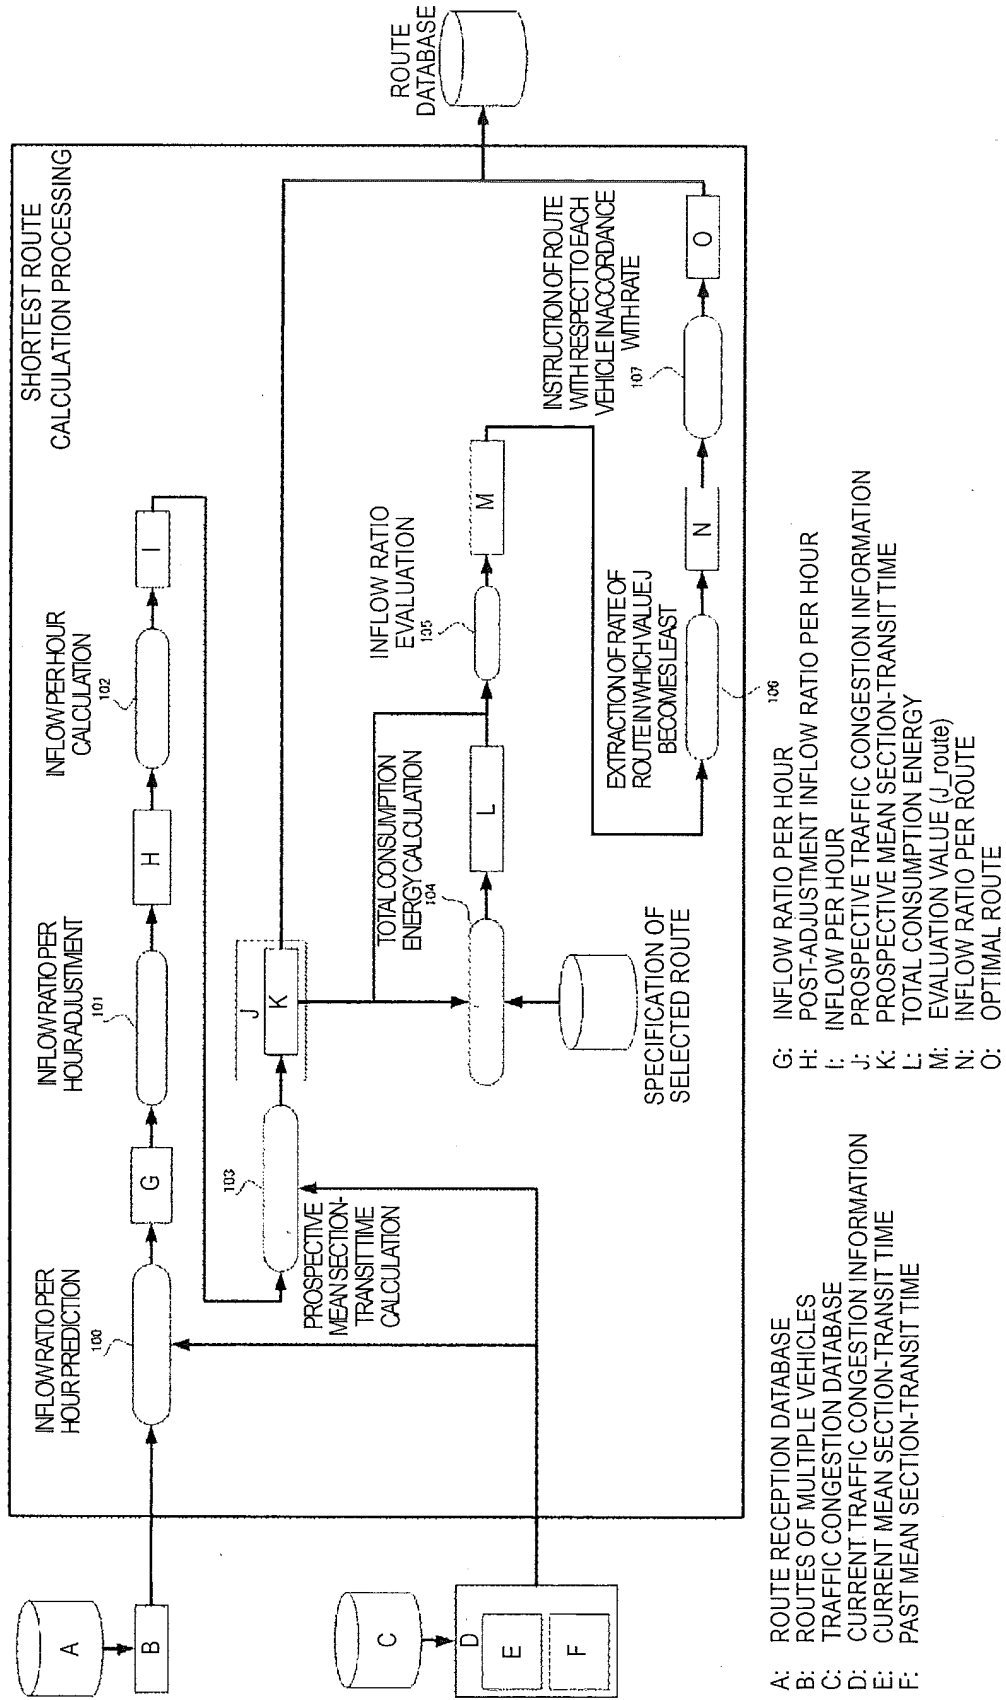 SHORTEST ROUTE
CALCULATION PROCESSING
ROUTE
DATABASE
A
B
C
D
E
F
INFLOW RATIO PER
HOUR PREDICTION
100
G
INFLOW RATIO PER
HOUR ADJUSTMENT
101
H
INFLOW PER HOUR
CALCULATION
102
I
103
PROSPECTIVE
MEAN SECTION-
TRANSIT TIME
CALCULATION
J
K
TOTAL CONSUMPTION
ENERGY CALCULATION
104
SPECIFICATION OF
SELECTED ROUTE
L
INFLOW RATIO
EVALUATION
105
M
EXTRACTION OF RATE OF
ROUTE IN WHICH VALUE J
BECOMES LEAST
106
N
INSTRUCTION OF ROUTE
WITH RESPECT TO EACH
VEHICLE IN ACCORDANCE
WITH RATE
107
O
A: ROUTE RECEPTION DATABASE
B: ROUTES OF MULTIPLE VEHICLES
C: TRAFFIC CONGESTION DATABASE
D: CURRENT TRAFFIC CONGESTION INFORMATION
E: CURRENT MEAN SECTION-TRANSIT TIME
F: PAST MEAN SECTION-TRANSIT TIME
G: INFLOW RATIO PER HOUR
H: POST-ADJUSTMENT INFLOW RATIO PER HOUR
I: INFLOW PER HOUR
J: PROSPECTIVE TRAFFIC CONGESTION INFORMATION
K: PROSPECTIVE MEAN SECTION-TRANSIT TIME
L: TOTAL CONSUMPTION ENERGY
M: EVALUATION VALUE (J_route)
N: INFLOW RATIO PER ROUTE
O: OPTIMAL ROUTE